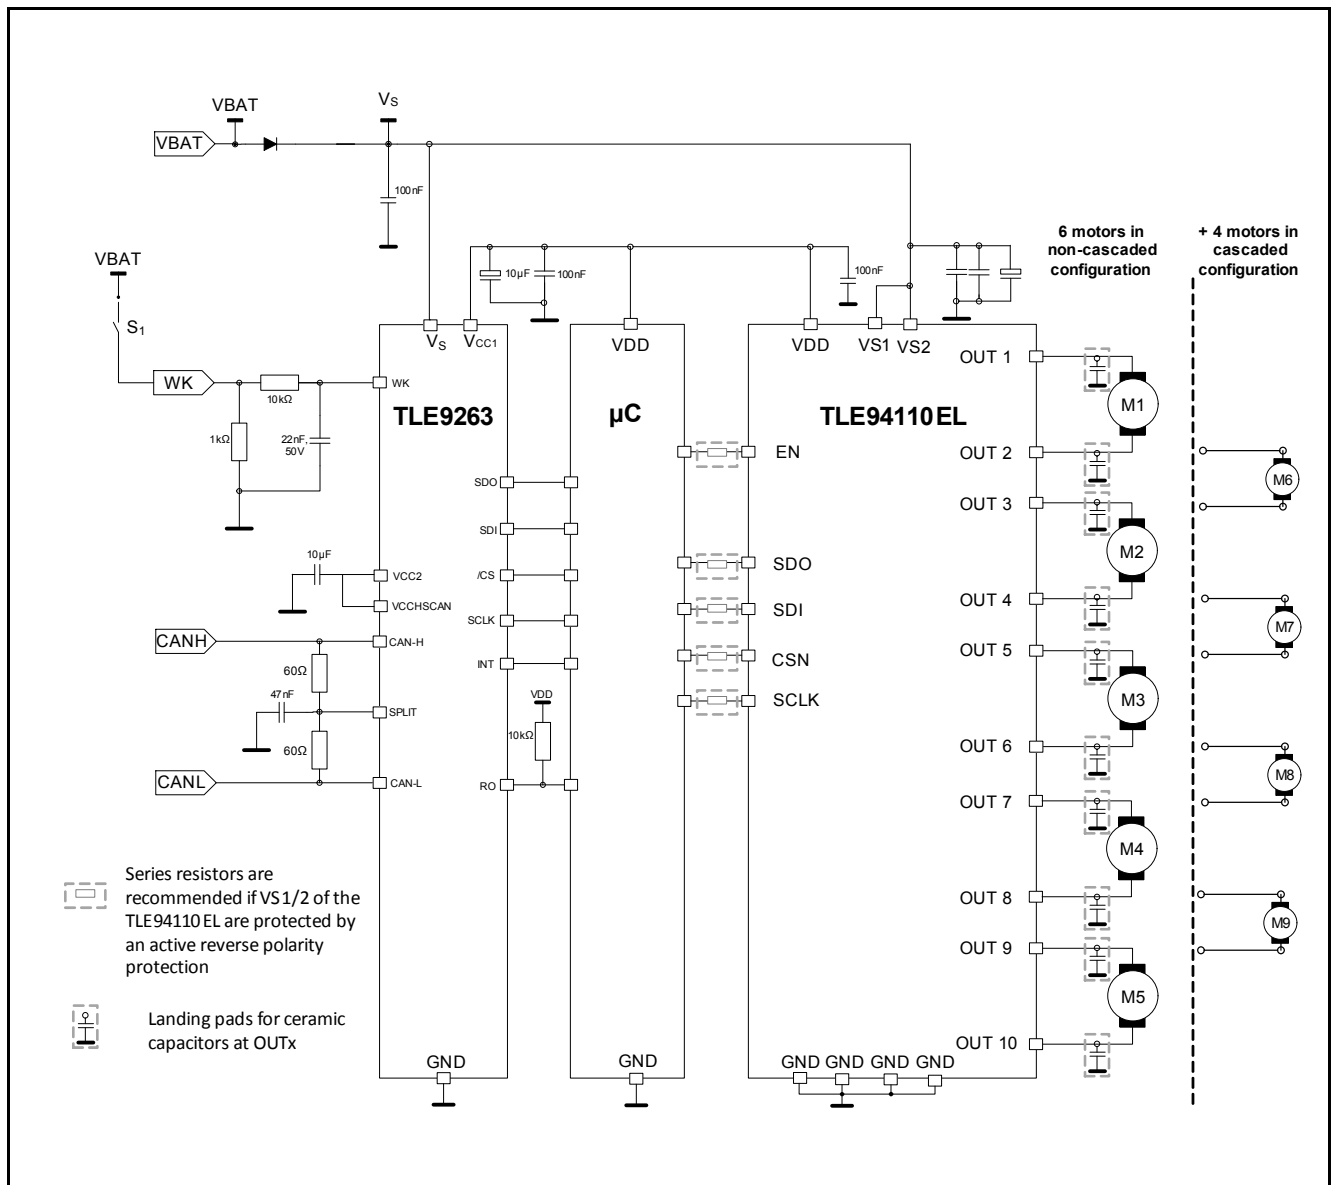 VBAT
VS
VBAT
100nF
6 motors in
non-cascaded
configuration
+ 4 motors in
cascaded
configuration
VBAT
S1
10µF
100nF
100nF
VS
VCC1
VDD
VDD
VS1
VS2
OUT 1
WK
10kΩ
WK
TLE9263
µC
TLE94110 EL
M1
1kΩ
22nF,
50V
EN
OUT 2
SDO
M6
OUT 3
SDI
M2
10µF
VCC2
/CS
SDO
VCCHSCAN
SDI
OUT 4
SCLK
M7
CANH
CAN-H
INT
CSN
OUT 5
60Ω
47nF
VDD
SCLK
M3
SPLIT
10kΩ
60Ω
OUT 6
CANL
CAN-L
RO
M8
OUT 7
M4
Series resistors are
recommended if VS1/2 of the
TLE94110 EL are protected by
an active reverse polarity
protection
OUT 8
M9
OUT 9
M5
Landing pads for ceramic
capacitors at OUTx
OUT 10
GND
GND
GND
GND
GND
GND